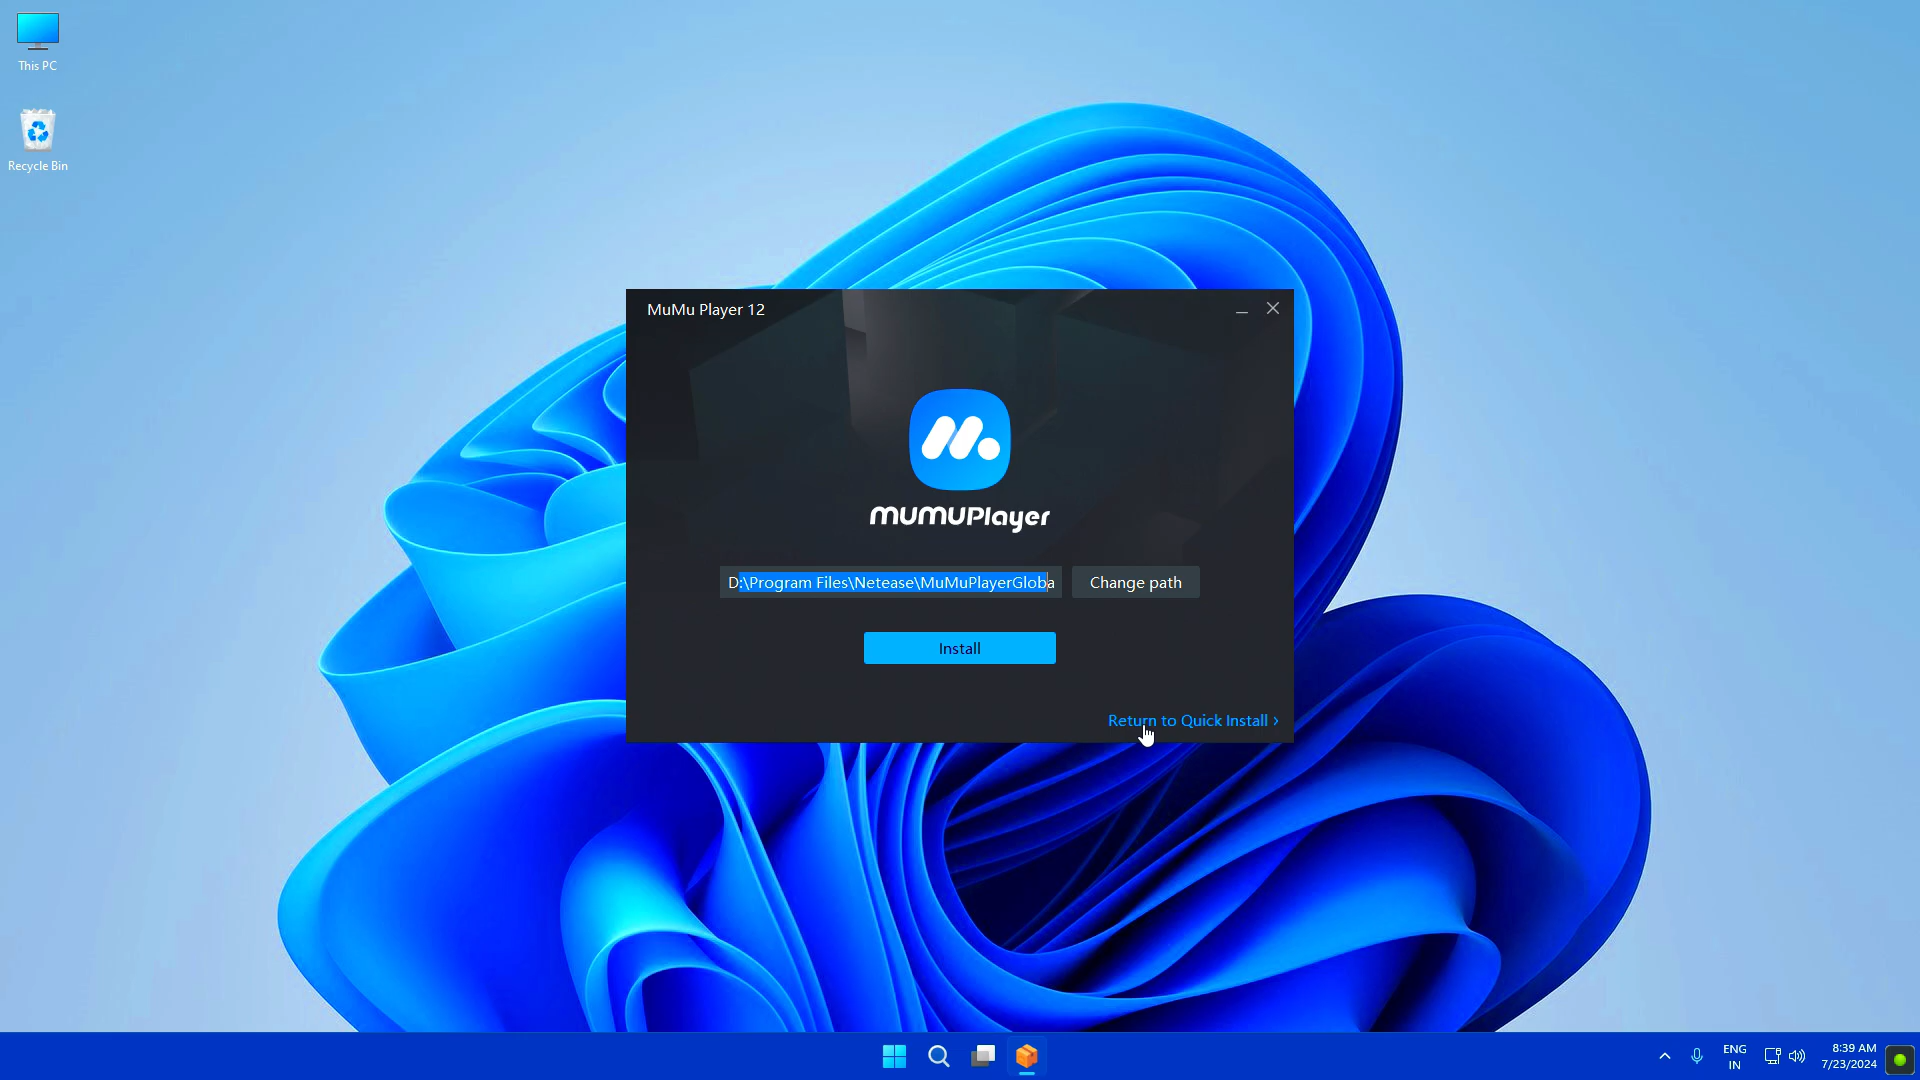 This PC
Recycle Bin
MuMu Player 12
MUMUPlayer
D:\Program Files\Netease\MuMuPlayerGloba
Change path
Install
Return to Quick Install ›
ENG
IN
8:39 AM
7/23/2024